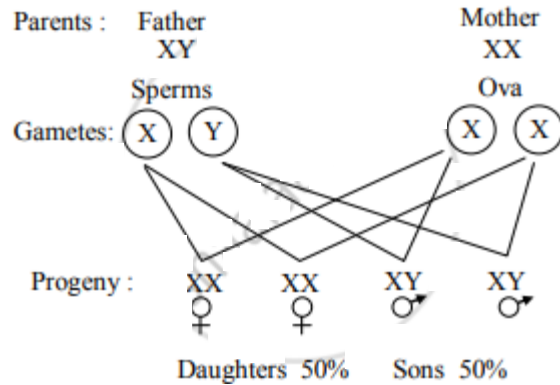 Parents : Father Mother
XY XX
Sperms Ova
Gametes: X Y X X
Progeny : XX XX XY XY
Daughters 50% Sons 50%